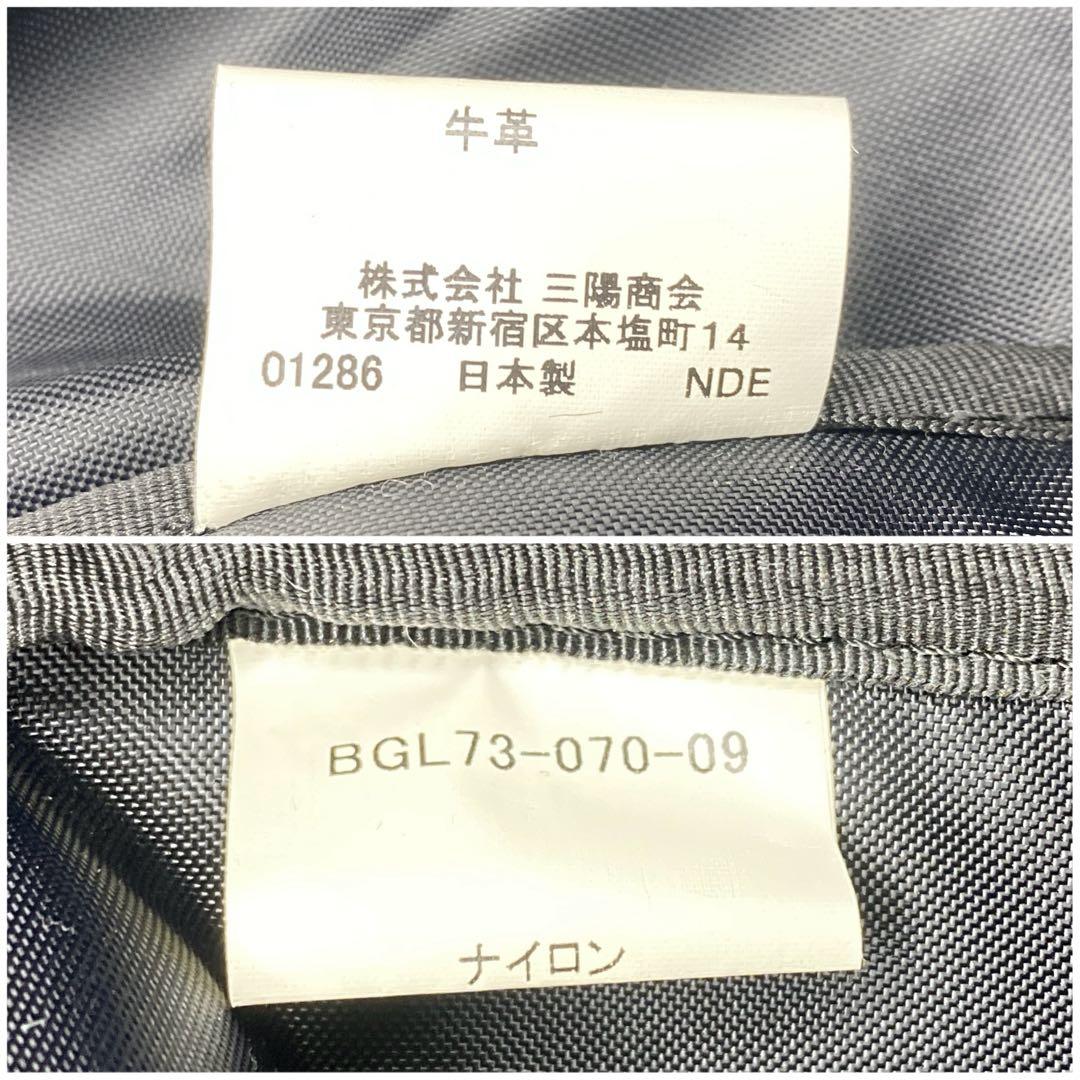 牛革
株式会社 三陽商会
東京都新宿区本塩町14
01286 日本製 NDE
BGL73-070-09
ナイロン